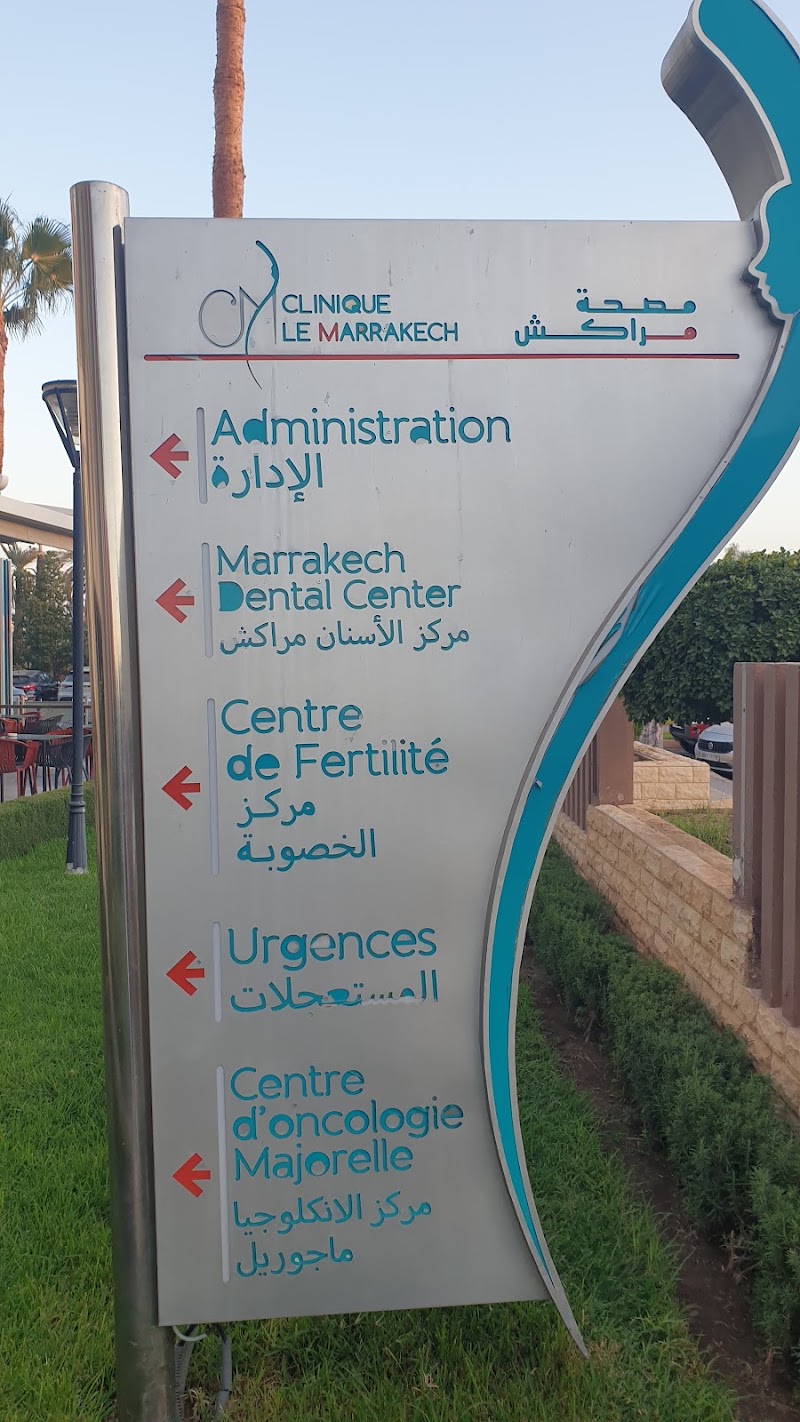 CM
CLINIQUE
LE MARRAKECH
مصحة
مراكش
Administration
الإدارة
Marrakech
Dental Center
مركز الأسنان مراكش
Centre
de Fertilité
مركز
الخصوبة
Urgences
المستعجلات
Centre
d'oncologie
Majorelle
مركز الانكلوجيا
ماجوريل